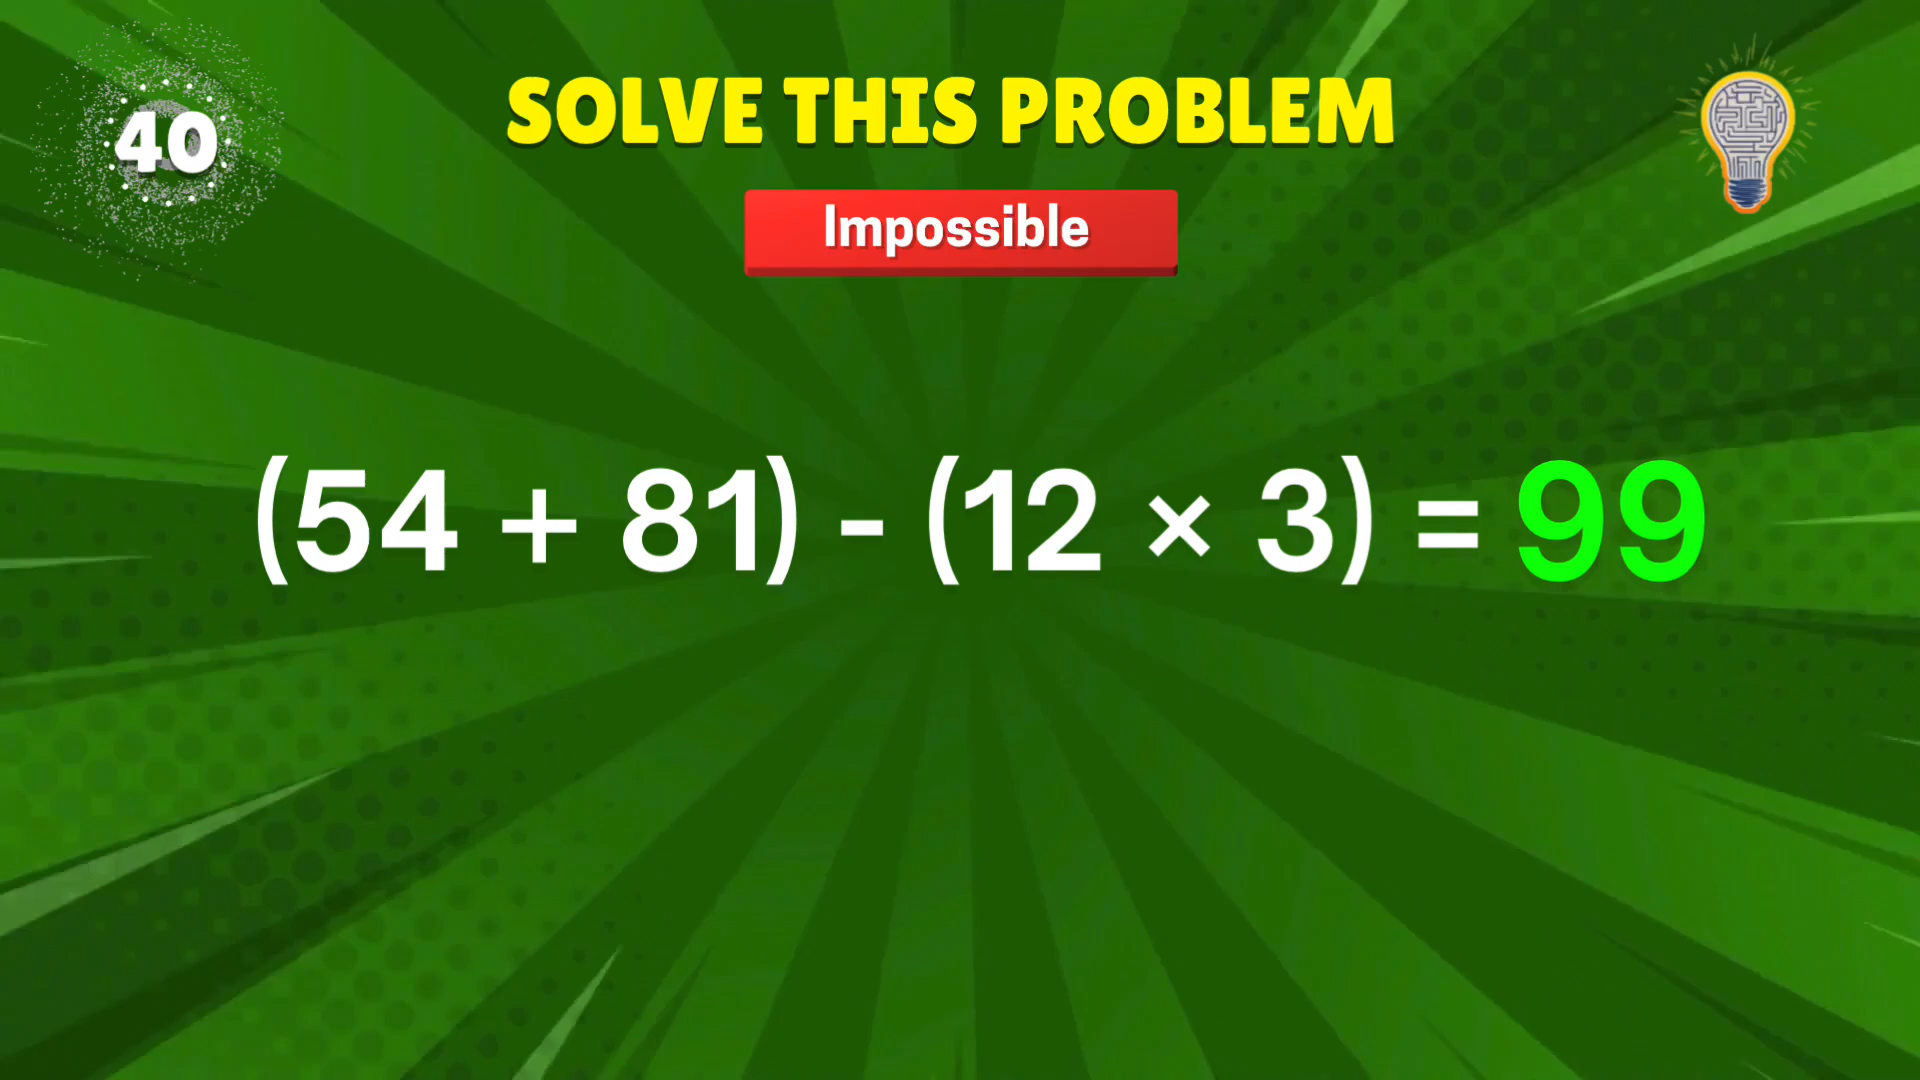 40
SOLVE THIS PROBLEM
Impossible
(54 + 81) - (12 × 3) = 99